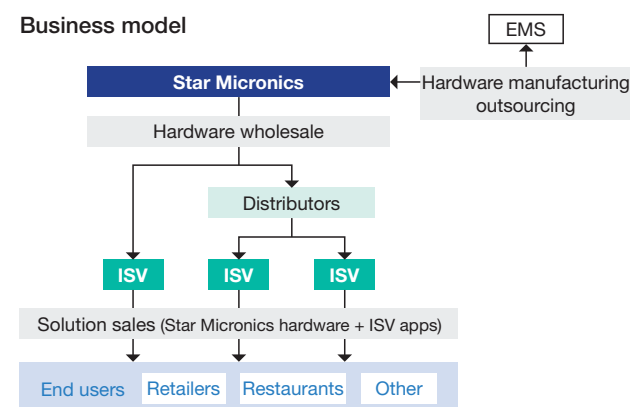 Business model
EMS
Star Micronics
Hardware manufacturing
outsourcing
Hardware wholesale
Distributors
ISV ISV ISV
Solution sales (Star Micronics hardware + ISV apps)
End users Retailers Restaurants Other